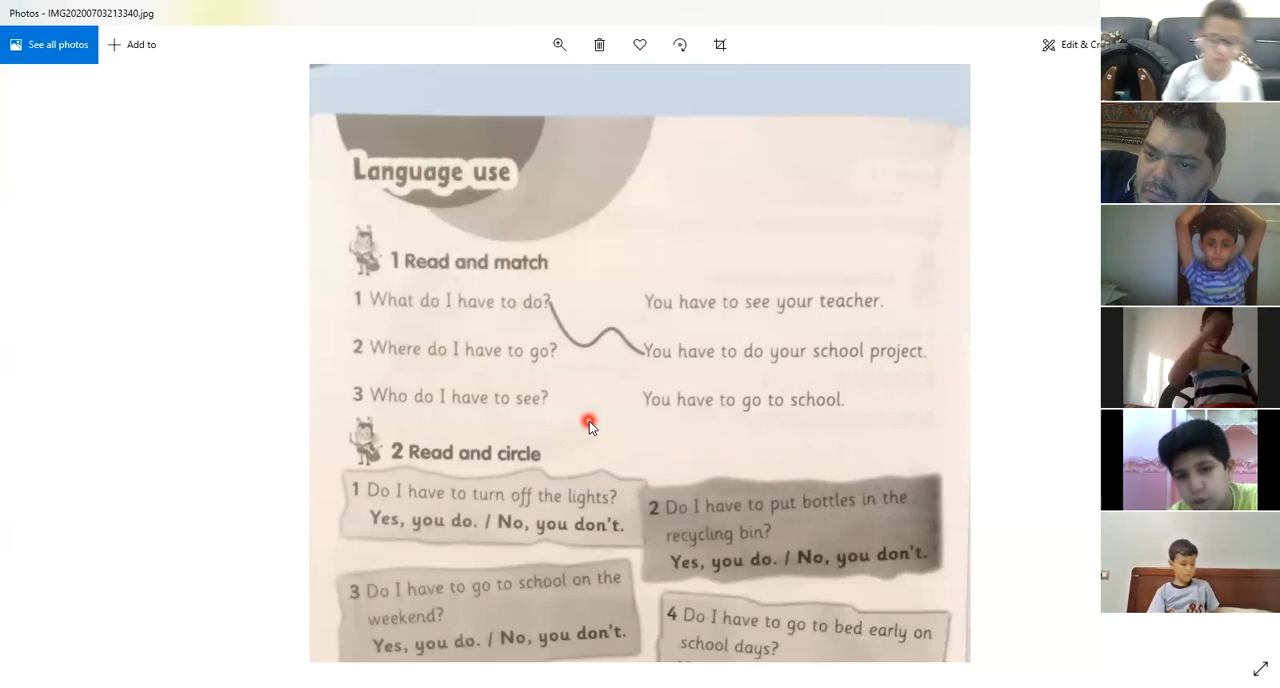 Photos - IMG20200703213340.jpg
See all photos
Add to
Language use
1 Read and match
1 What do I have to do?
You have to see your teacher.
2 Where do I have to go?
You have to do your school project.
3 Who do I have to see?
You have to go to school.
2 Read and circle
1 Do I have to turn off the lights?
Yes, you do. / No, you don't.
2 Do I have to put bottles in the
recycling bin?
Yes, you do. / No, you don't.
3 Do I have to go to school on the
weekend?
Yes, you do. / No, you don't.
4 Do I have to go to bed early on
school days?